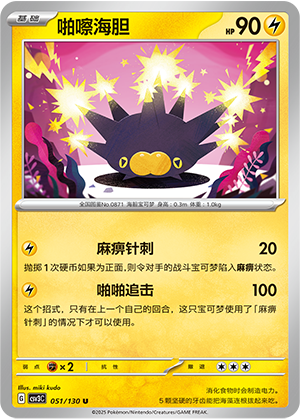 基础
啪嚓海胆
HP 90
全国图鉴No.0871 海胆宝可梦 身高：0.3m 体重：1.0kg
麻痹针刺 20
抛掷1次硬币如果为正面，则令对手的战斗宝可梦陷入麻痹状态。
啪啪追击 100
这个招式，只有在上一个自己的回合，这只宝可梦使用了「麻痹
针刺」的情况下才可以使用。
弱点 ×2 抵抗力 撤退
Illus. miki kudo
G CSV3C 051/130 U
消化食物时会制造电力。
5颗坚硬的牙齿能把海藻连根拔起来吃。
©2025 Pokémon/Nintendo/Creatures/GAME FREAK.